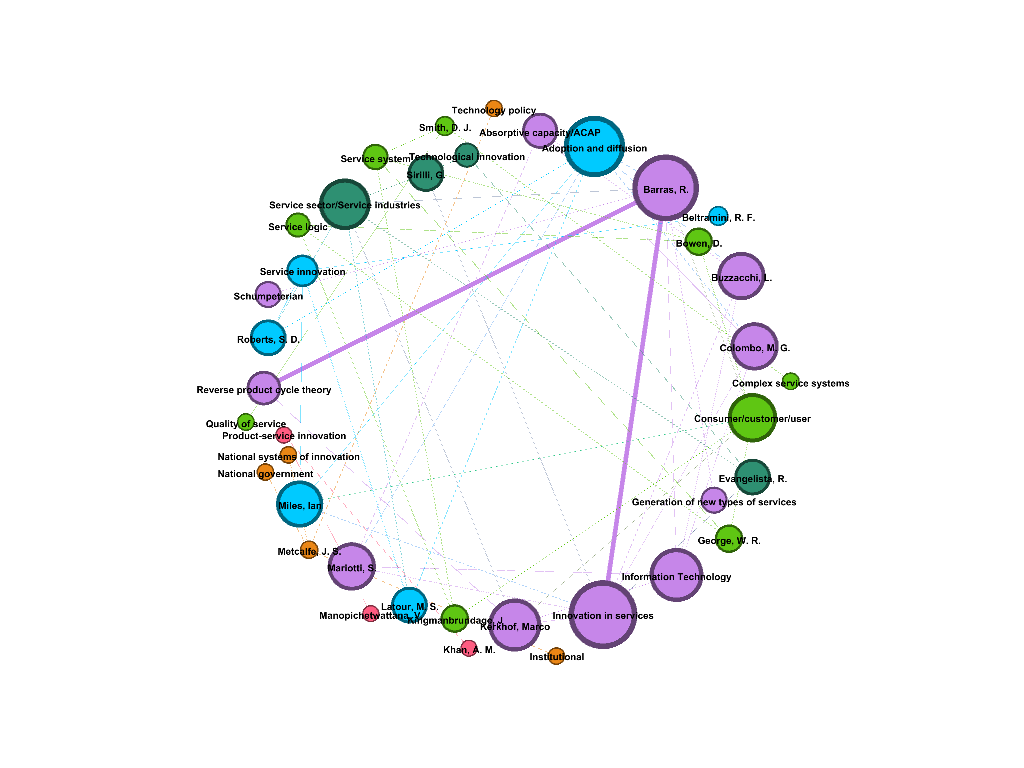 Technology policy
Smith, D. J.
Absorptive capacity/ACAP
Adoption and diffusion
Service system
Technological innovation
Sirilli, G.
Barras, R.
Service sector/Service industries
Beltramini, R. F.
Service logic
Bowen, D.
Service innovation
Buzzacchi, L.
Schumpeterian
Roberts, S. D.
Colombo, M. G.
Complex service systems
Reverse product cycle theory
Consumer/customer/user
Quality of service
Product-service innovation
National systems of innovation
National government
Evangelista, R.
Generation of new types of services
Miles, Ian
George, W. R.
Metcalfe, J. S.
Mariotti, S.
Information Technology
Latour, M. S.
Manopichetwattana, V.
Kingmanbrundage, J.
Innovation in services
Kerkhof, Marco
Khan, A. M.
Institutional